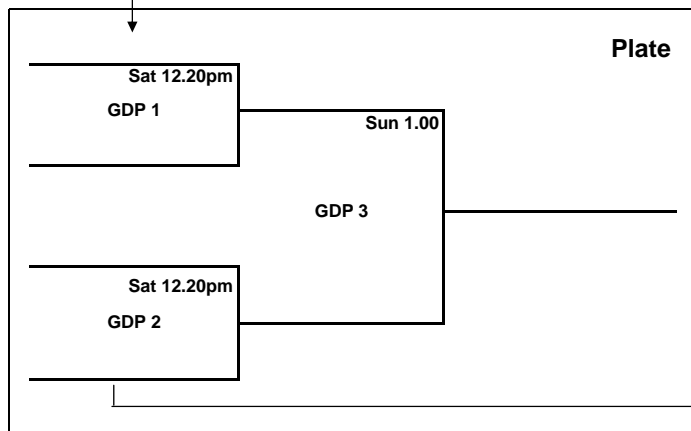 Plate
Sat 12.20pm
GDP 1
Sun 1.00
GDP 3
Sat 12.20pm
GDP 2